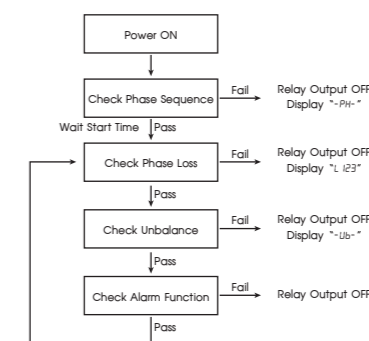 Power ON
Check Phase Sequence
Fail
Relay Output OFF
Display "-PH-"
Wait Start Time
Pass
Check Phase Loss
Fail
Relay Output OFF
Display "L 123"
Pass
Check Unbalance
Fail
Relay Output OFF
Display "-Ub-"
Pass
Check Alarm Function
Fail
Relay Output OFF
Pass